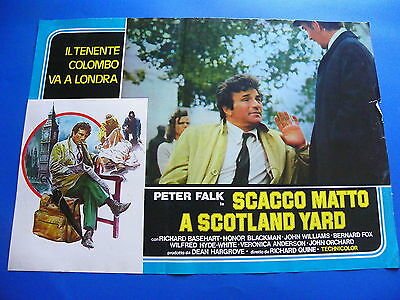 IL TENENTE
COLOMBO
VA A LONDRA
PETER FALK in SCACCO MATTO
A SCOTLAND YARD
con RICHARD BASEHART · HONOR BLACKMAN · JOHN WILLIAMS · BERNARD FOX
WILFRED HYDE-WHITE · VERONICA ANDERSON · JOHN ORCHARD
prodotto da DEAN HARGROVE · diretto da RICHARD QUINE · TECHNICOLOR